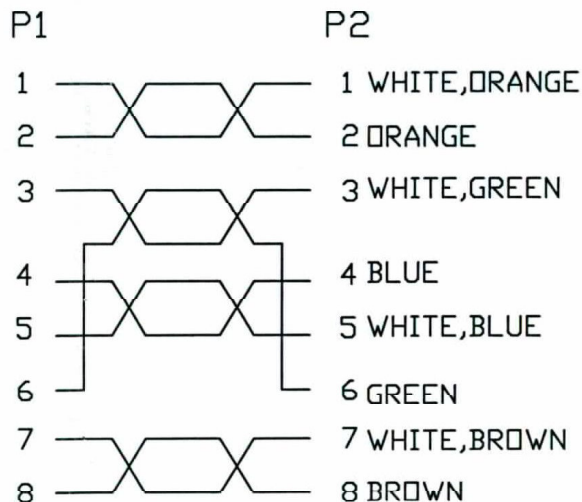 P1 P2
1 1 WHITE,ORANGE
2 2 ORANGE
3 3 WHITE,GREEN
4 4 BLUE
5 5 WHITE,BLUE
6 6 GREEN
7 7 WHITE,BROWN
8 8 BROWN